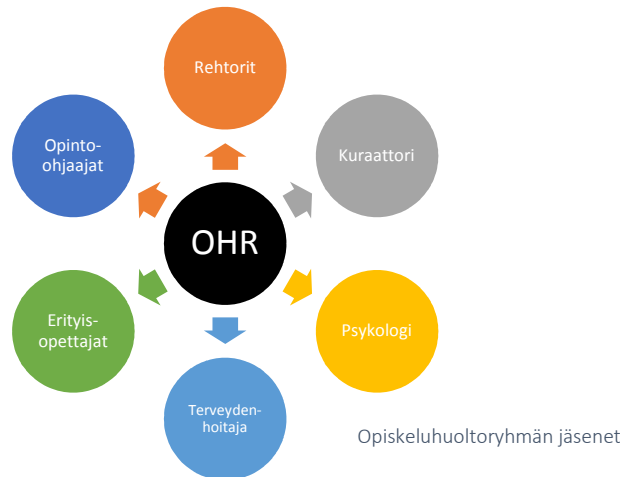 Rehtorit
Opinto-
ohjaajat
Kuraattori
OHR
Erityis-
opettajat
Psykologi
Terveyden-
hoitaja
Opiskeluhuoltoryhmän jäsenet